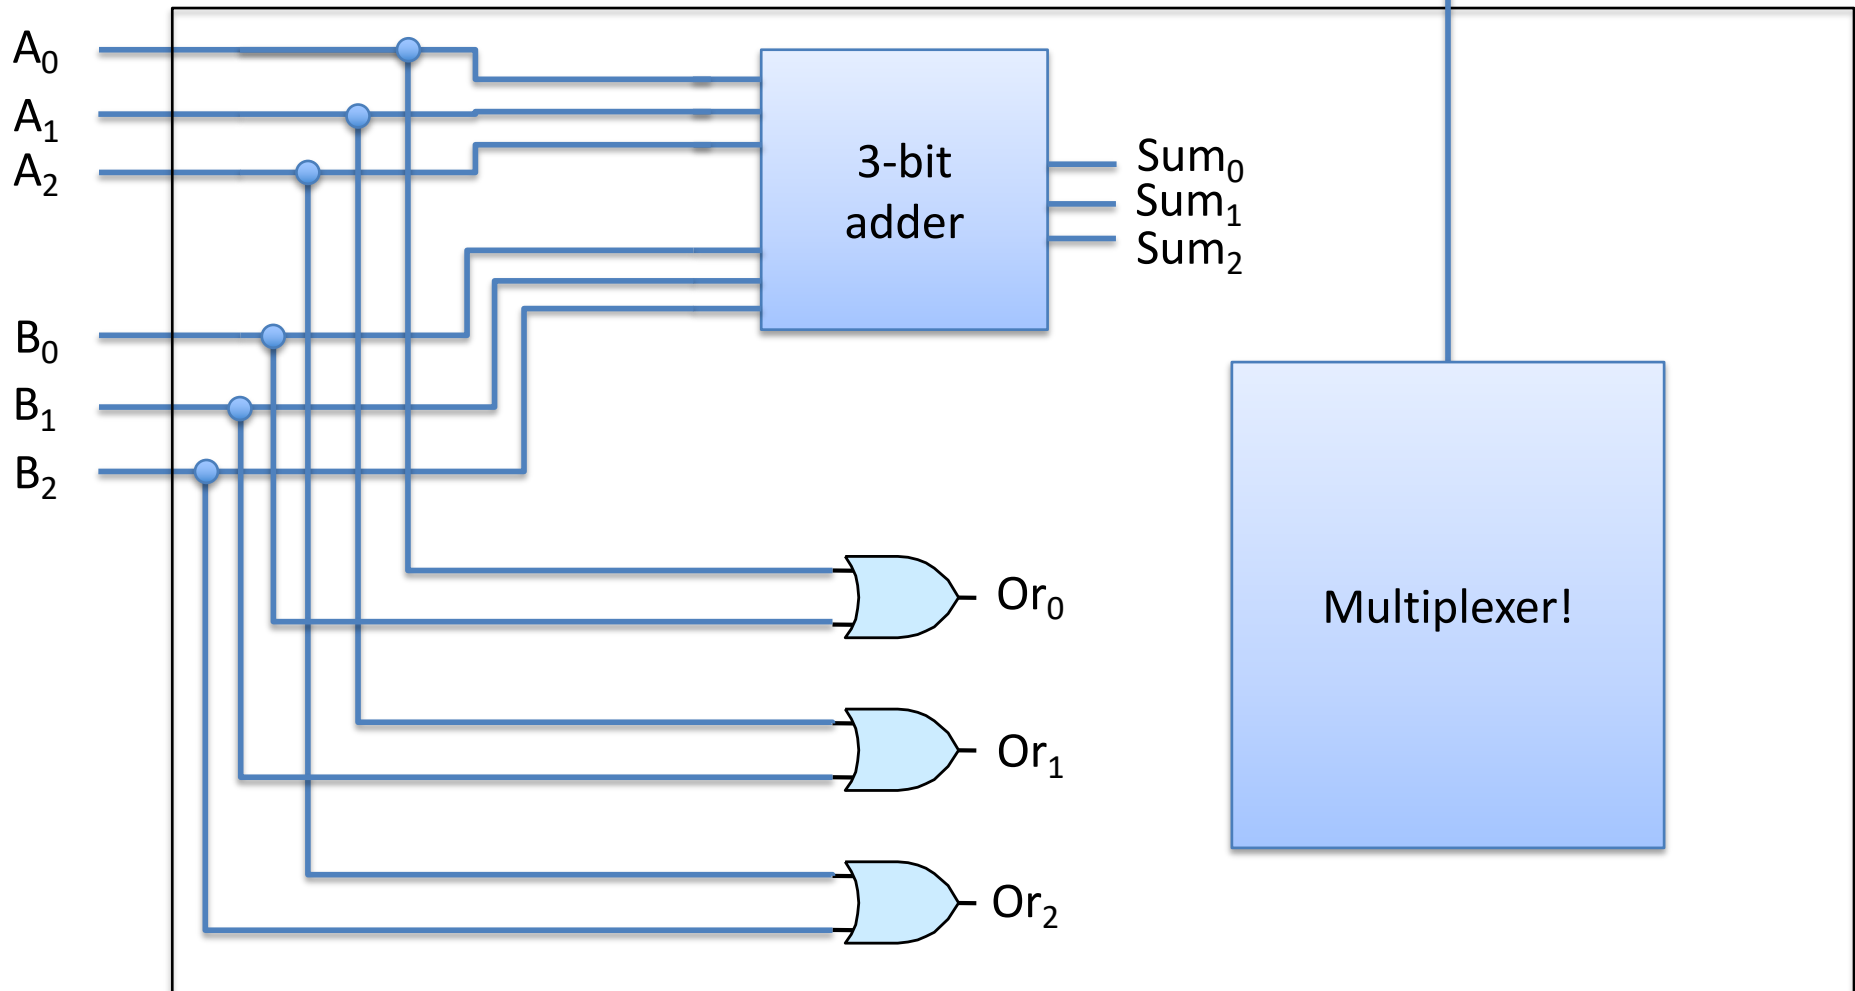 A₀
A₁
A₂
B₀
B₁
B₂
3-bit
adder
Sum₀
Sum₁
Sum₂
Multiplexer!
Or₀
Or₁
Or₂